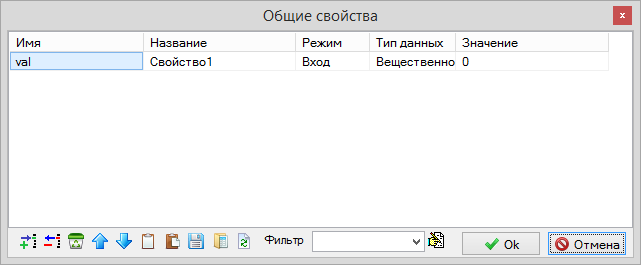 Общие свойства
Имя Название Режим Тип данных Значение
val Свойство1 Вход Вещественно 0
Фильтр Ok Отмена